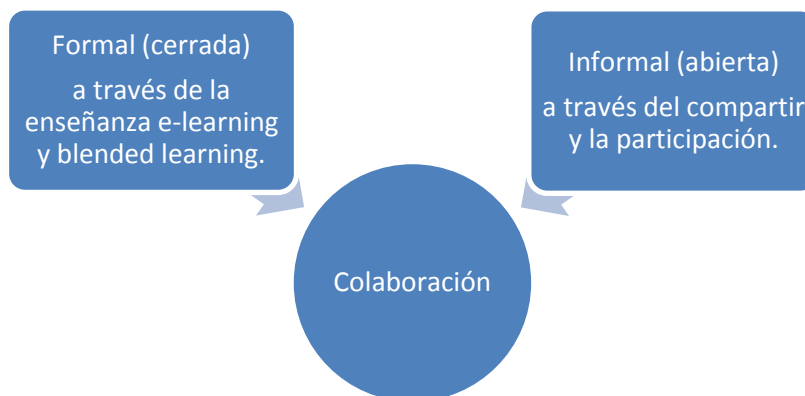 Formal (cerrada)
a través de la
enseñanza e-learning
y blended learning.
Informal (abierta)
a través del compartir
y la participación.
Colaboración